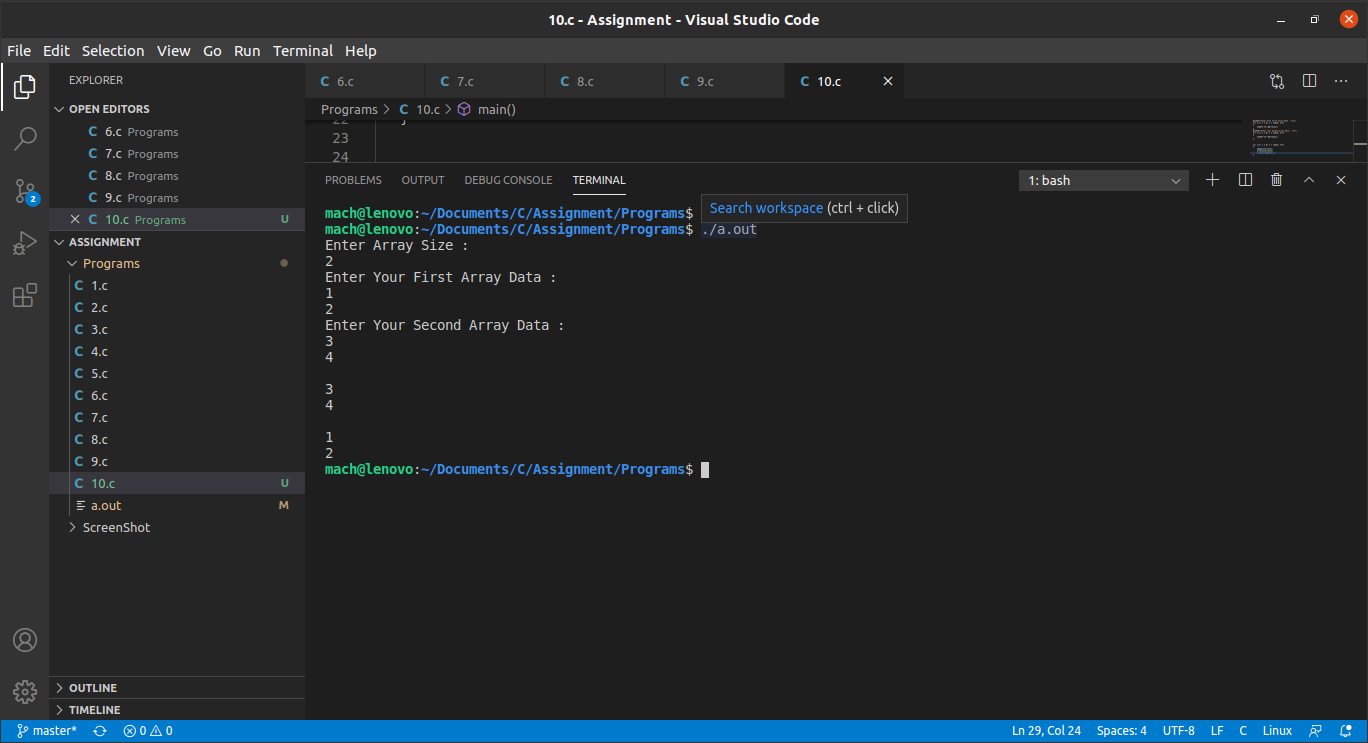 10.c - Assignment - Visual Studio Code
File Edit Selection View Go Run Terminal Help
EXPLORER
OPEN EDITORS
C 6.c Programs
C 7.c Programs
C 8.c Programs
C 9.c Programs
C 10.c Programs U
ASSIGNMENT
Programs
C 1.c
C 2.c
C 3.c
C 4.c
C 5.c
C 6.c
C 7.c
C 8.c
C 9.c
C 10.c U
a.out M
ScreenShot
OUTLINE
TIMELINE
2
C 6.c C 7.c C 8.c C 9.c C 10.c
Programs > C 10.c > main()
22 }
23
24
PROBLEMS OUTPUT DEBUG CONSOLE TERMINAL
1: bash
Search workspace (ctrl + click)
mach@lenovo:~/Documents/C/Assignment/Programs$
mach@lenovo:~/Documents/C/Assignment/Programs$ ./a.out
Enter Array Size :
2
Enter Your First Array Data :
1
2
Enter Your Second Array Data :
3
4
3
4
1
2
mach@lenovo:~/Documents/C/Assignment/Programs$
master* 0 0 Ln 29, Col 24 Spaces: 4 UTF-8 LF C Linux